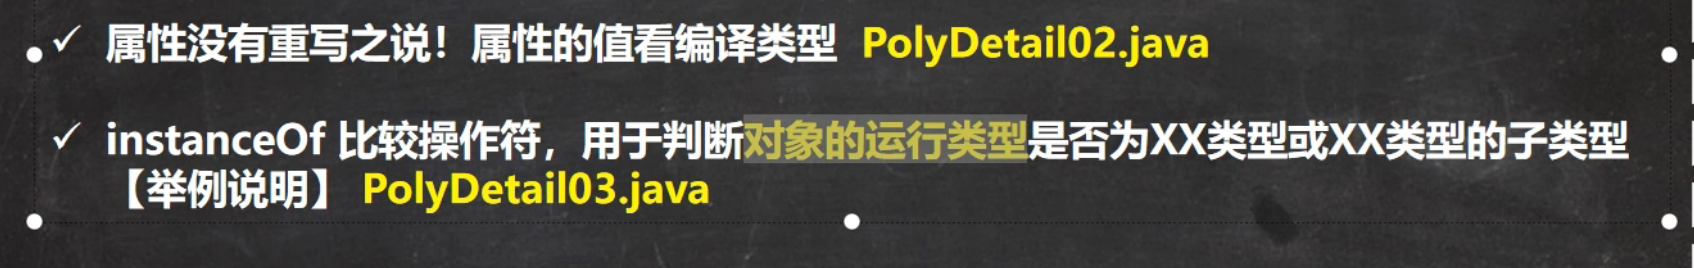 ✓ 属性没有重写之说！属性的值看编译类型 PolyDetail02.java
✓ instanceOf 比较操作符，用于判断对象的运行类型是否为XX类型或XX类型的子类型
【举例说明】 PolyDetail03.java